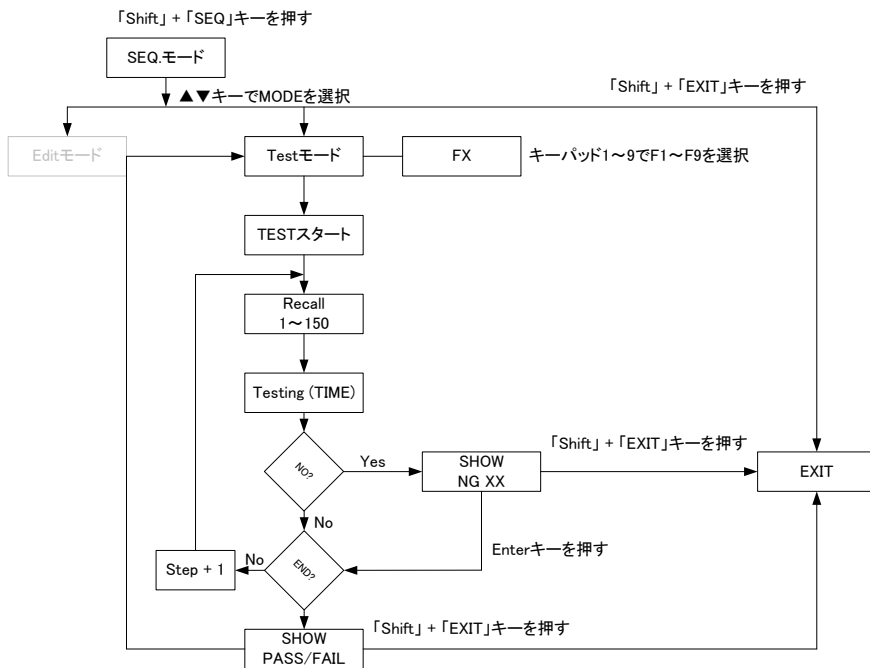 「Shift」 + 「SEQ」キーを押す
SEQ.モード
▲▼キーでMODEを選択
「Shift」 + 「EXIT」キーを押す
Editモード
Testモード
FX
キーパッド1～9でF1～F9を選択
TESTスタート
Recall
1～150
Testing (TIME)
NO?
Yes
SHOW
NG XX
「Shift」 + 「EXIT」キーを押す
EXIT
No
Enterキーを押す
Step + 1
No
END?
SHOW
PASS/FAIL
「Shift」 + 「EXIT」キーを押す